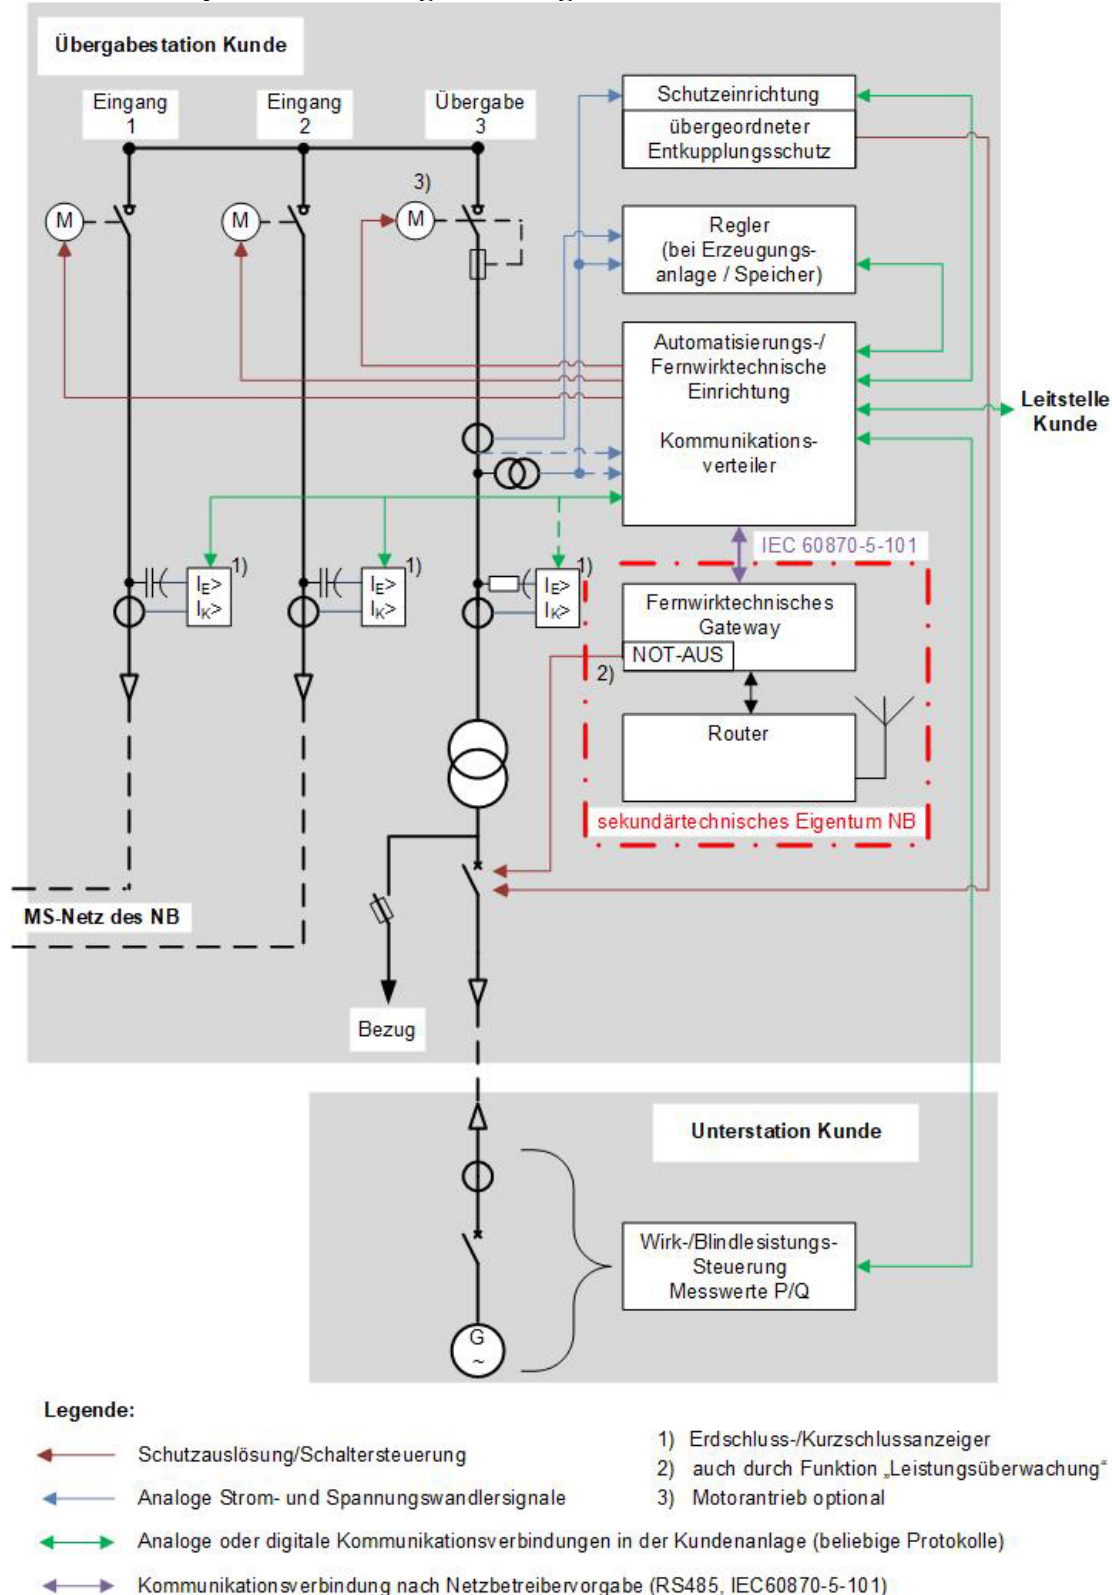 Übergabestation Kunde
Eingang
1
Eingang
2
Übergabe
3
Schutzeinrichtung
übergeordneter
Entkupplungsschutz
3)
M
M
M
Regler
(bei Erzeugungs-
anlage / Speicher)
Automatisierungs-/
Fernwirktechnische
Einrichtung
Kommunikations-
verteiler
Leitstelle
Kunde
IEC 60870-5-101
1)
IE>
IK>
1)
IE>
IK>
1)
IE>
IK>
Fernwirktechnisches
Gateway
NOT-AUS
2)
Router
sekundärtechnisches Eigentum NB
MS-Netz des NB
Bezug
Unterstation Kunde
Wirk-/Blindlesistungs-
Steuerung
Messwerte P/Q
G
~
Legende:
Schutzauslösung/Schaltersteuerung
Analoge Strom- und Spannungswandlersignale
1) Erdschluss-/Kurzschlussanzeiger
2) auch durch Funktion „Leistungsüberwachung“
3) Motorantrieb optional
Analoge oder digitale Kommunikationsverbindungen in der Kundenanlage (beliebige Protokolle)
Kommunikationsverbindung nach Netzbetreibervorgabe (RS485, IEC60870-5-101)